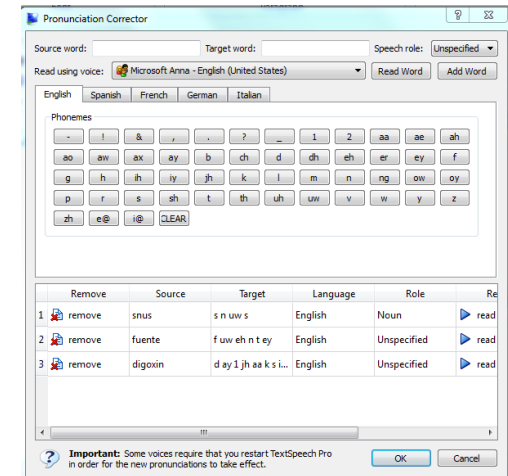 Pronunciation Corrector
Source word: Target word: Speech role: Unspecified
Read using voice: Microsoft Anna - English (United States) Read Word Add Word
English Spanish French German Italian
Phonemes
- ! & , . ? _ 1 2 aa ae ah
ao aw ax ay b ch d dh eh er ey f
g h ih iy jh k l m n ng ow oy
p r s sh t th uh uw v w y z
zh e@ i@ CLEAR
Remove Source Target Language Role Re
1 remove snus s n uw s English Noun read
2 remove fuente f uw eh n t ey English Unspecified read
3 remove digoxin d ay 1 jh aa k s i... English Unspecified read
Important: Some voices require that you restart TextSpeech Pro
in order for the new pronunciations to take effect.
OK Cancel